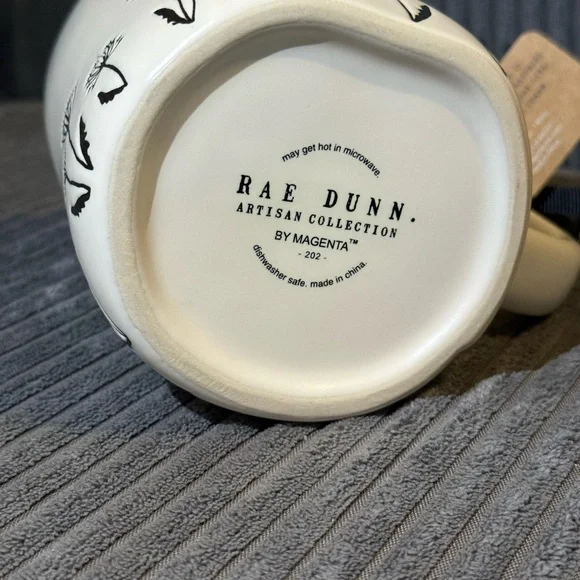 may get hot in microwave.
RAE DUNN.
ARTISAN COLLECTION
BY MAGENTA™
- 202 -
dishwasher safe. made in china.